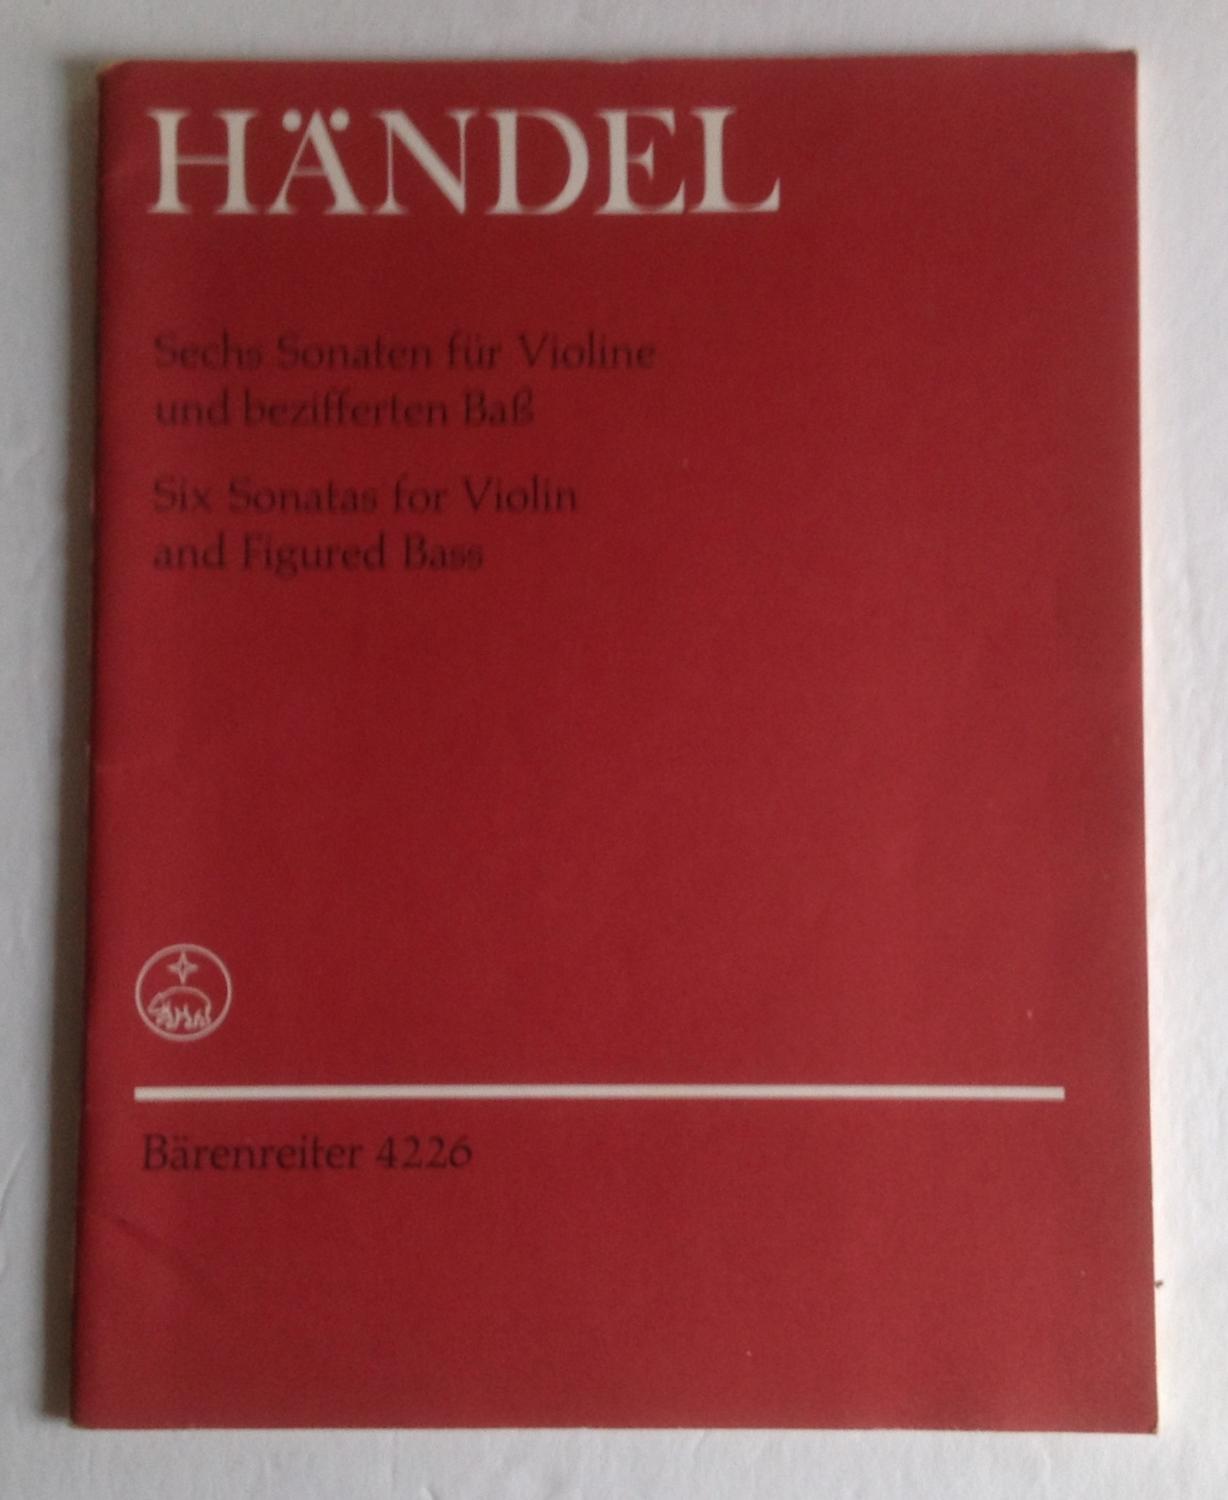 HÄNDEL
Sechs Sonaten für Violine
und bezifferten Baß
Six Sonatas for Violin
and Figured Bass
Bärenreiter 4226